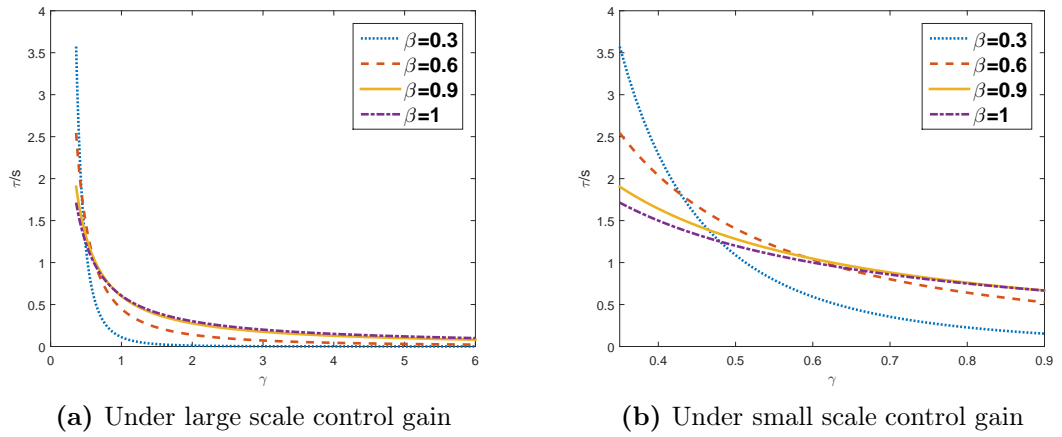 4
3.5
3
2.5
2
1.5
1
0.5
0
τ/s
0 1 2 3 4 5 6
γ
β=0.3
β=0.6
β=0.9
β=1
(a) Under large scale control gain
4
3.5
3
2.5
2
1.5
1
0.5
0
τ/s
0.4 0.5 0.6 0.7 0.8 0.9
γ
β=0.3
β=0.6
β=0.9
β=1
(b) Under small scale control gain